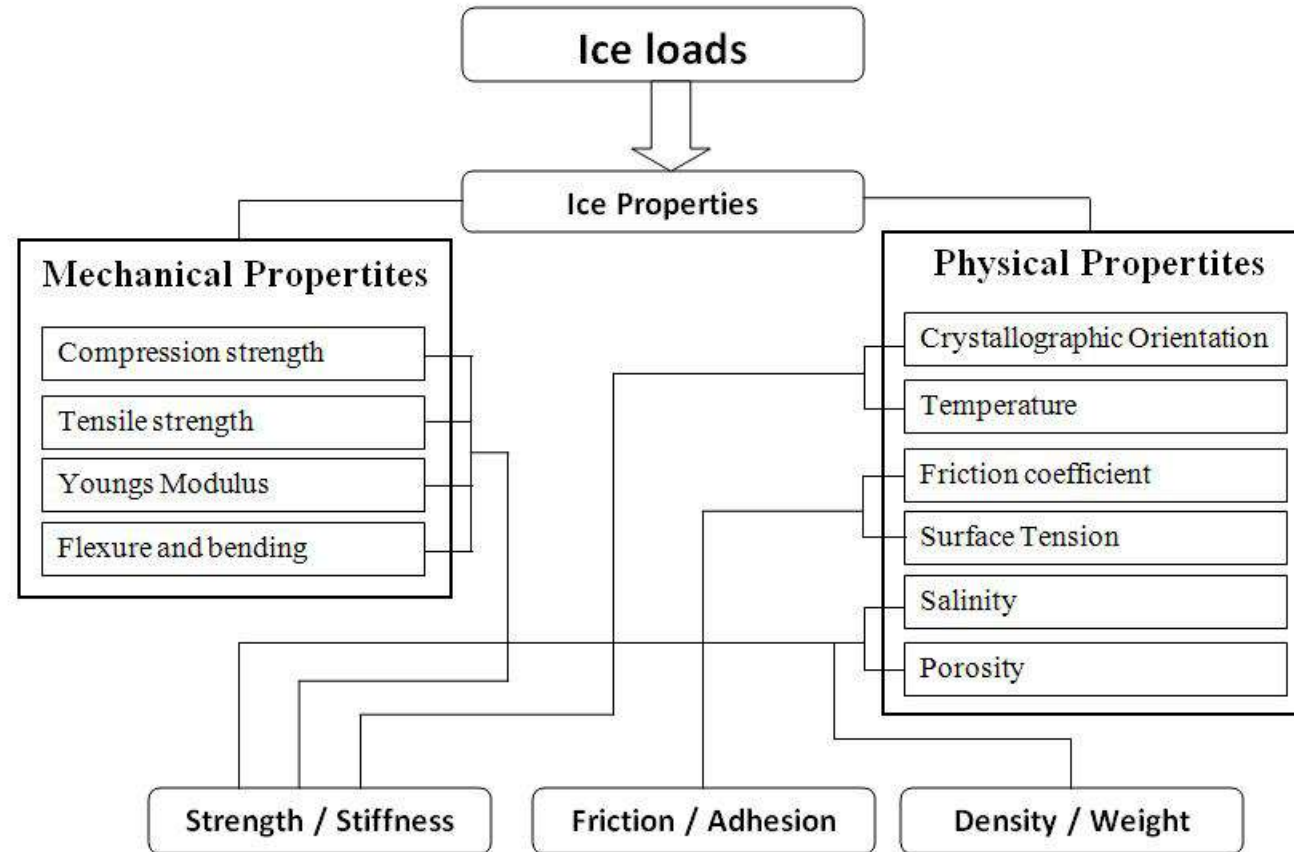 Ice loads
Ice Properties
Mechanical Propertites
Compression strength
Tensile strength
Youngs Modulus
Flexure and bending
Physical Propertites
Crystallographic Orientation
Temperature
Friction coefficient
Surface Tension
Salinity
Porosity
Strength / Stiffness
Friction / Adhesion
Density / Weight